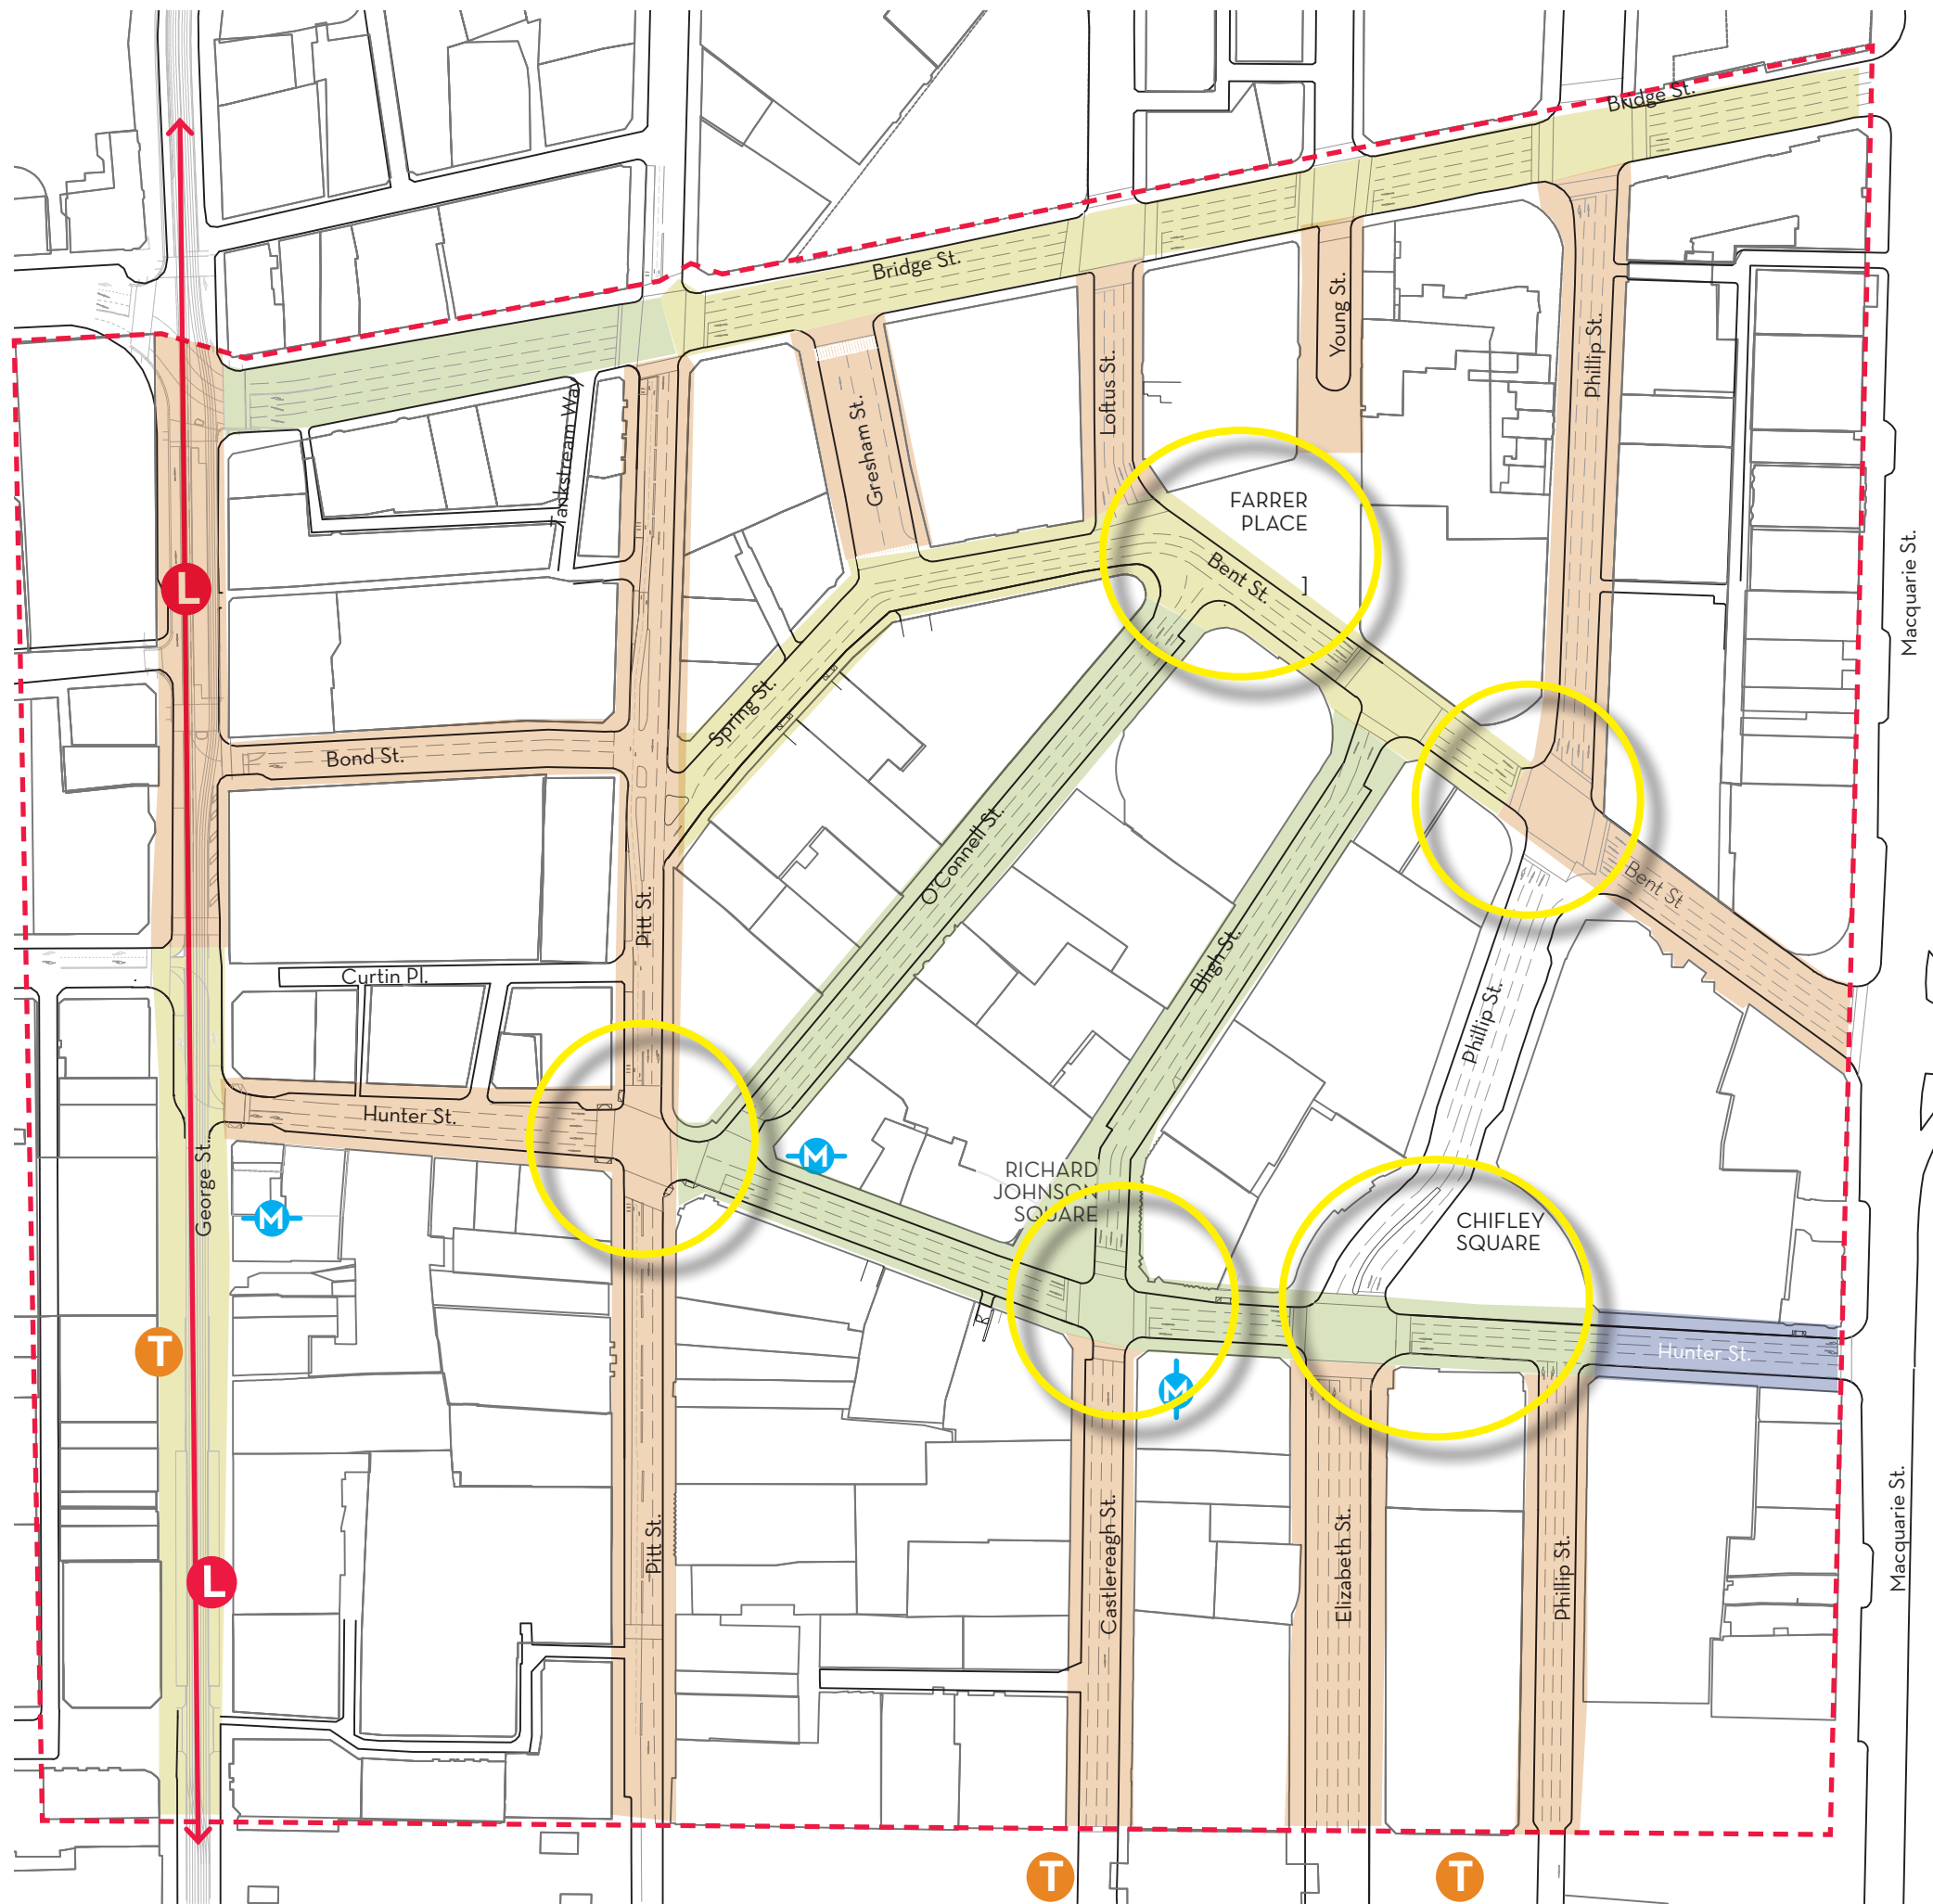 Bridge St.
Bridge St.
Young St.
Phillip St.
Loftus St.
Tankstream Way
Gresham St.
FARRER
PLACE
Bent St.
L
Macquarie St.
Spring St.
Bond St.
O'Connell St.
Bent St
Pitt St.
Bligh St.
Curtin Pl.
Phillip St.
Hunter St.
M
George St.
M
RICHARD
JOHNSON
SQUARE
CHIFLEY
SQUARE
R
T
Hunter St.
M
Pitt St.
L
Castlereagh St.
Elizabeth St.
Phillip St.
Macquarie St.
T
T